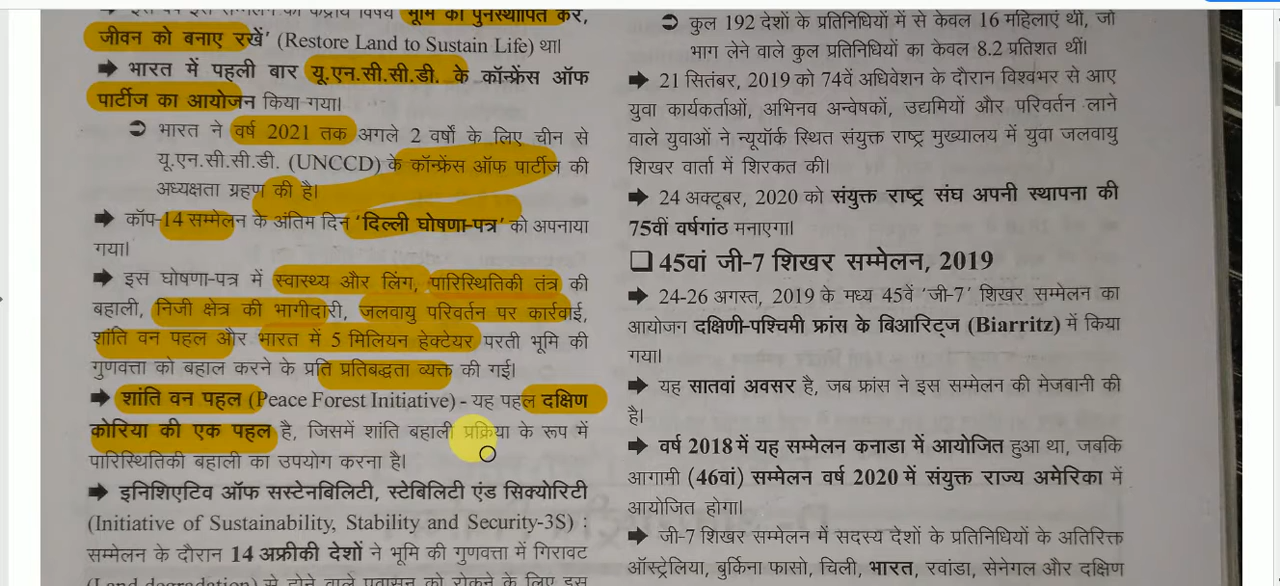 भूमि को पुनर्स्थापित करें,
जीवन को बनाए रखें' (Restore Land to Sustain Life) था।
➡ भारत में पहली बार यू.एन.सी.सी.डी. के कॉन्फ्रेंस ऑफ
पार्टीज का आयोजन किया गया।
➲ भारत ने वर्ष 2021 तक अगले 2 वर्षों के लिए चीन से
यू.एन.सी.सी.डी. (UNCCD) के कॉन्फ्रेंस ऑफ पार्टीज की
अध्यक्षता ग्रहण की है।
➡ कॉप-14 सम्मेलन के अंतिम दिन 'दिल्ली घोषणा-पत्र' को अपनाया
गया।
➡ इस घोषणा-पत्र में स्वास्थ्य और लिंग, पारिस्थितिकी तंत्र की
बहाली, निजी क्षेत्र की भागीदारी, जलवायु परिवर्तन पर कार्रवाई,
शांति वन पहल और भारत में 5 मिलियन हेक्टेयर परती भूमि की
गुणवत्ता को बहाल करने के प्रति प्रतिबद्धता व्यक्त की गई।
➡ शांति वन पहल (Peace Forest Initiative) - यह पहल दक्षिण
कोरिया की एक पहल है, जिसमें शांति बहाली प्रक्रिया के रूप में
पारिस्थितिकी बहाली का उपयोग करना है।
➡ इनिशिएटिव ऑफ सस्टेनबिलिटी, स्टेबिलिटी एंड सिक्योरिटी
(Initiative of Sustainability, Stability and Security-3S) :
सम्मेलन के दौरान 14 अफ्रीकी देशों ने भूमि की गुणवत्ता में गिरावट
(Land degradation) से होने वाले पलायन को रोकने के लिए इस
➲ कुल 192 देशों के प्रतिनिधियों में से केवल 16 महिलाएं थीं, जो
भाग लेने वाले कुल प्रतिनिधियों का केवल 8.2 प्रतिशत थीं।
➡ 21 सितंबर, 2019 को 74वें अधिवेशन के दौरान विश्वभर से आए
युवा कार्यकर्ताओं, अभिनव अन्वेषकों, उद्यमियों और परिवर्तन लाने
वाले युवाओं ने न्यूयॉर्क स्थित संयुक्त राष्ट्र मुख्यालय में युवा जलवायु
शिखर वार्ता में शिरकत की।
➡ 24 अक्टूबर, 2020 को संयुक्त राष्ट्र संघ अपनी स्थापना की
75वीं वर्षगांठ मनाएगा।
❑ 45वां जी-7 शिखर सम्मेलन, 2019
➡ 24-26 अगस्त, 2019 के मध्य 45वें 'जी-7' शिखर सम्मेलन का
आयोजन दक्षिणी-पश्चिमी फ्रांस के बिआरिट्ज (Biarritz) में किया
गया।
➡ यह सातवां अवसर है, जब फ्रांस ने इस सम्मेलन की मेजबानी की
है।
➡ वर्ष 2018 में यह सम्मेलन कनाडा में आयोजित हुआ था, जबकि
आगामी (46वां) सम्मेलन वर्ष 2020 में संयुक्त राज्य अमेरिका में
आयोजित होगा।
➡ जी-7 शिखर सम्मेलन में सदस्य देशों के प्रतिनिधियों के अतिरिक्त
ऑस्ट्रेलिया, बुर्किना फासो, चिली, भारत, रवांडा, सेनेगल और दक्षिण